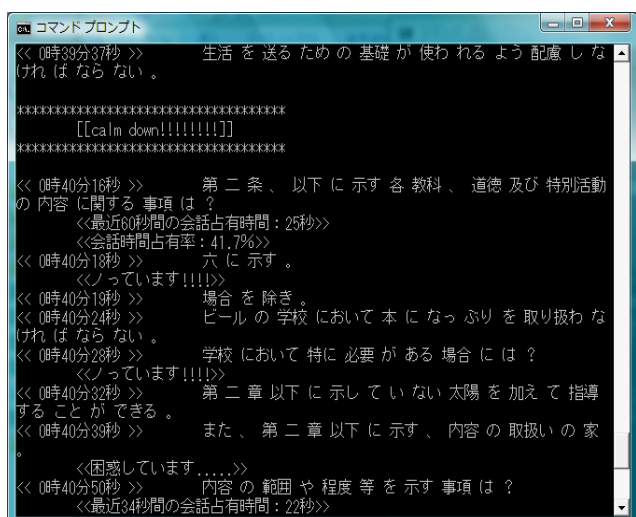 コマンド プロンプト
<< 0時39分37秒 >>　　　生活 を 送る ため の 基礎 が 使わ れる よう 配慮 し な
けれ ば なら ない 。
************************************
[[calm down!!!!!!!!]]
************************************
<< 0時40分16秒 >>　　　第 二 条 、 以下 に 示す 各 教科 、 道徳 及び 特別活動
の 内容 に関する 事項 は ?
<<最近60秒間の会話占有時間：25秒>>
<<会話時間占有率：41.7%>>
<< 0時40分18秒 >>　　　六 に 示す 。
<<ノっています!!!!>>
<< 0時40分19秒 >>　　　場合 を 除き 。
<< 0時40分24秒 >>　　　ビール の 学校 において 本 に なっ ぶり を 取り扱わ な
けれ ば なら ない 。
<< 0時40分28秒 >>　　　学校 において 特に 必要 が ある 場合 に は ?
<<ノっています!!!!>>
<< 0時40分32秒 >>　　　第 二 章 以下 に 示し て い ない 太陽 を 加え て 指導
する こと が できる 。
<< 0時40分39秒 >>　　　また 、 第 二 章 以下 に 示す 、 内容 の 取扱い の 家
。
<<困惑しています.....>>
<< 0時40分50秒 >>　　　内容 の 範囲 や 程度 等 を 示す 事項 は ?
<<最近34秒間の会話占有時間：22秒>>